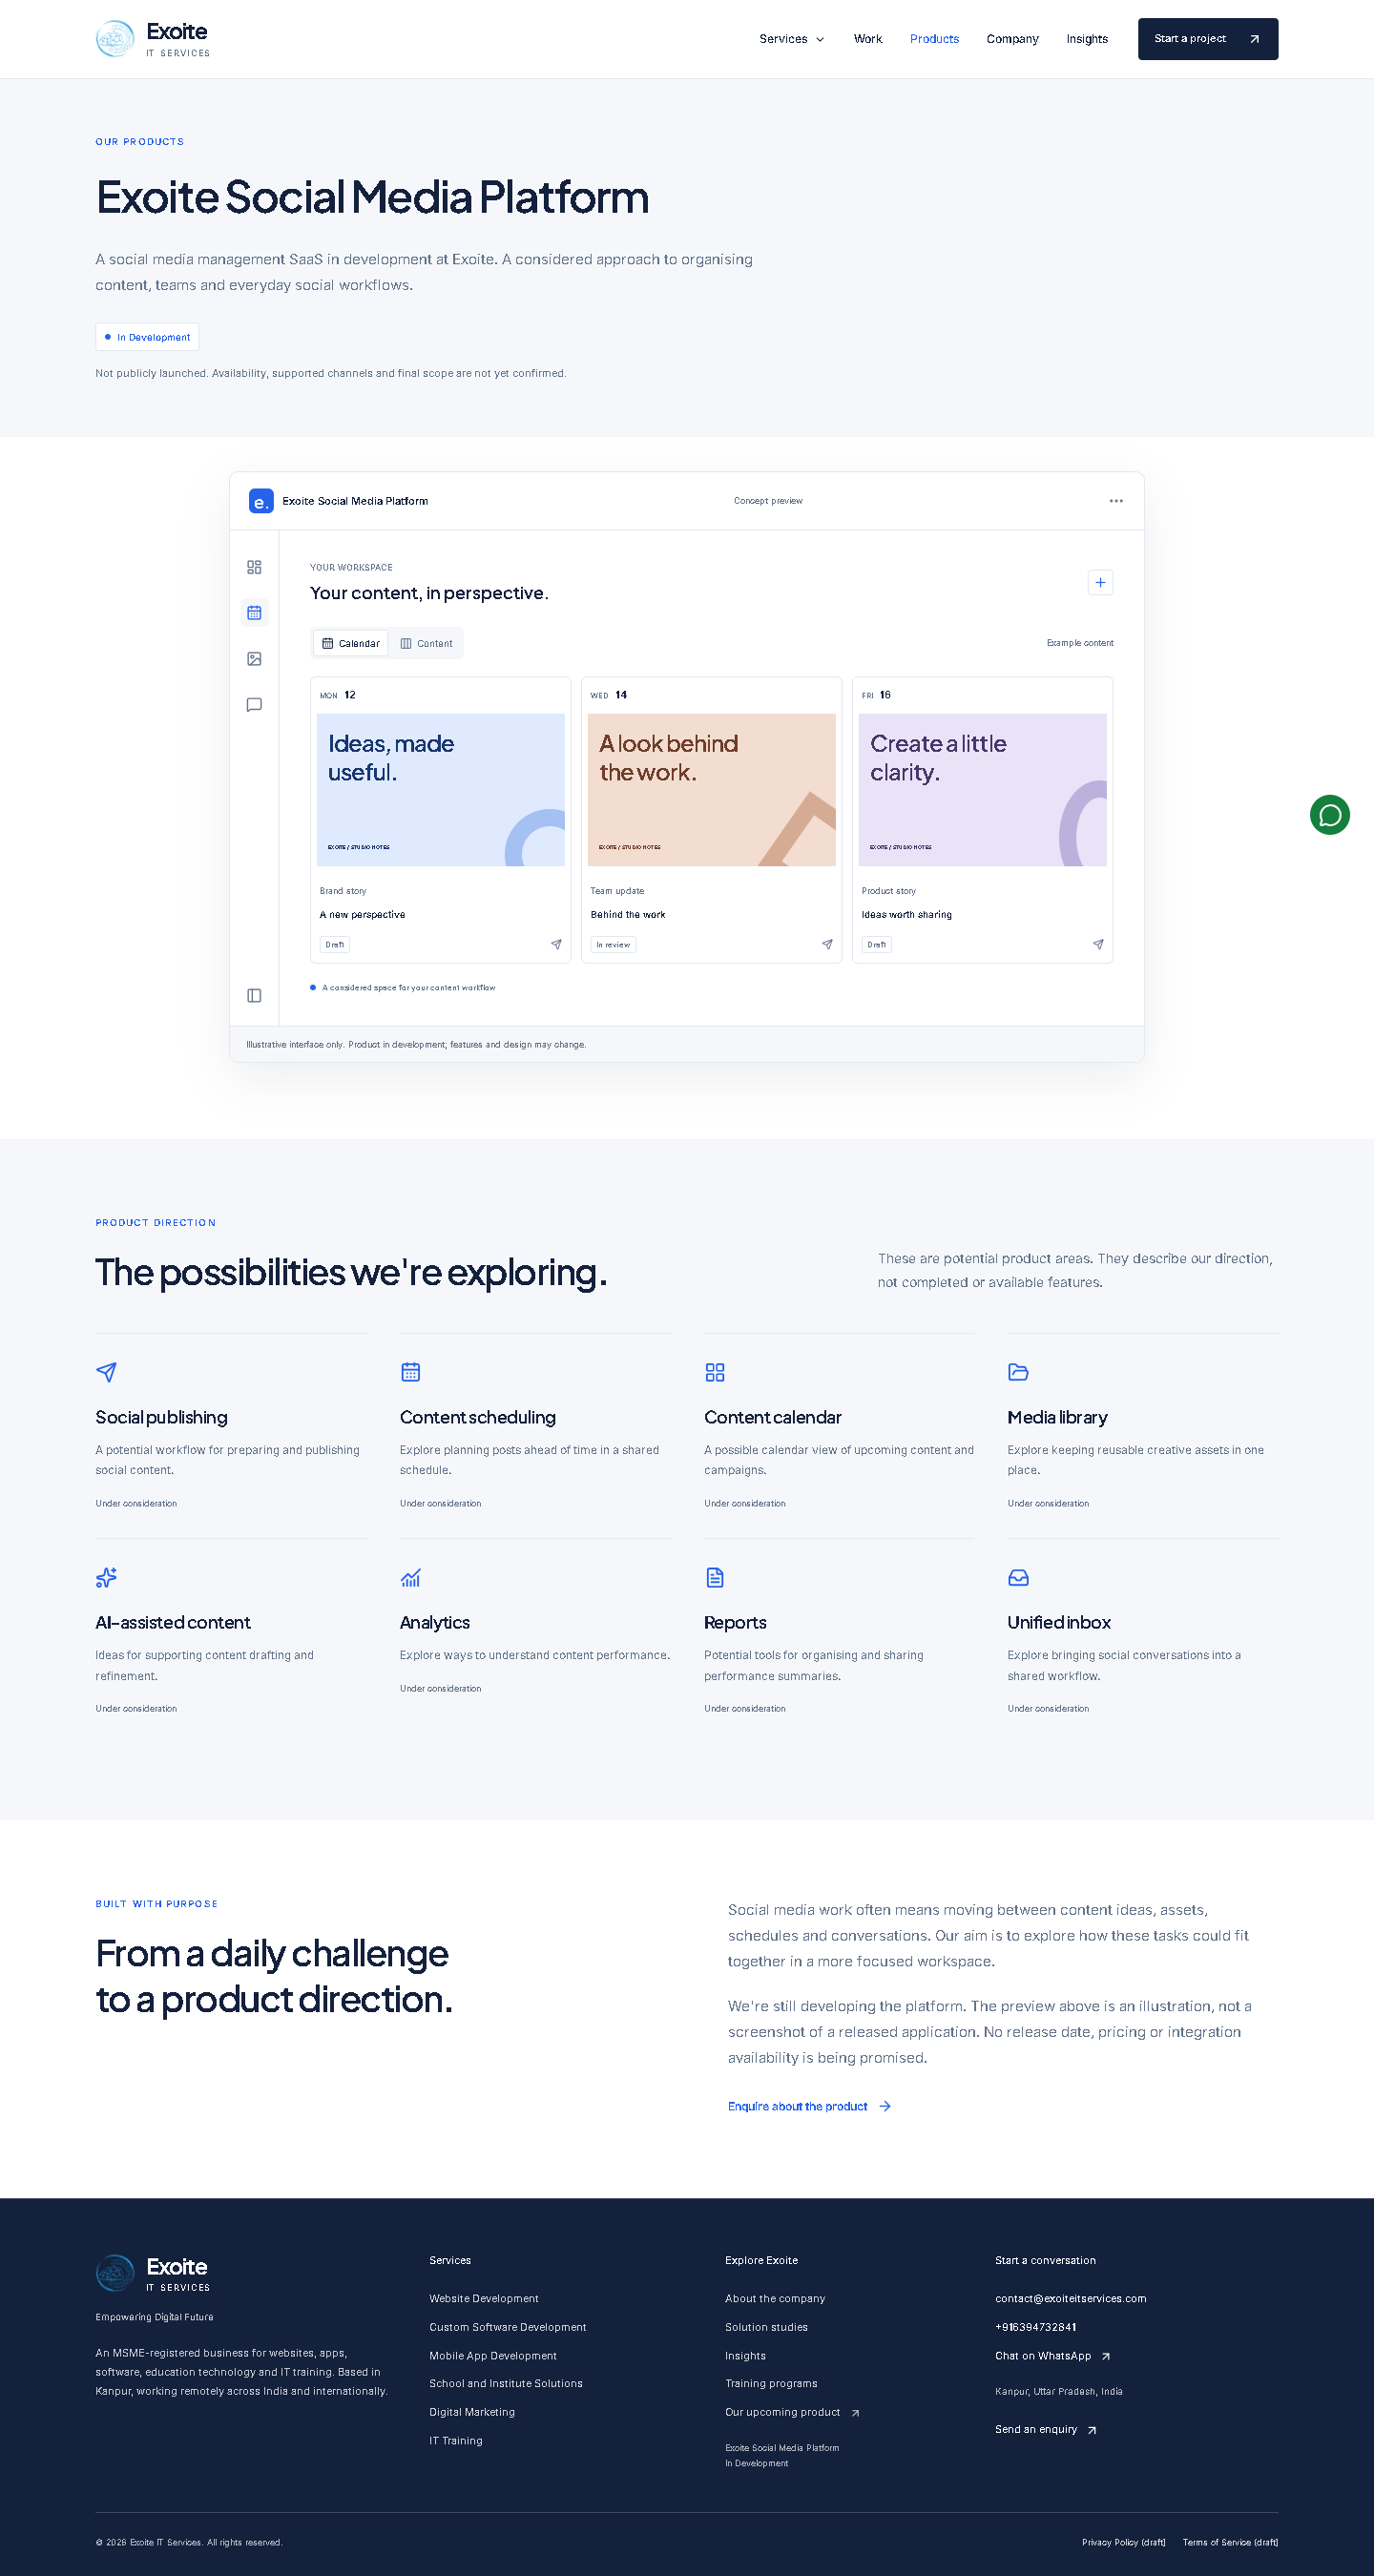 Exoite
IT SERVICES
Services
Work
Products
Company
Insights
Start a project
OUR PRODUCTS
Exoite Social Media Platform
A social media management SaaS in development at Exoite. A considered approach to organising
content, teams and everyday social workflows.
In Development
Not publicly launched. Availability, supported channels and final scope are not yet confirmed.
e.
Exoite Social Media Platform
Concept preview
YOUR WORKSPACE
Your content, in perspective.
Calendar
Content
Example content
MON 12
Ideas, made
useful.
EXOITE / STUDIO NOTES
Brand story
A new perspective
Draft
WED 14
A look behind
the work.
EXOITE / STUDIO NOTES
Team update
Behind the work
In review
FRI 16
Create a little
clarity.
EXOITE / STUDIO NOTES
Product story
Ideas worth sharing
Draft
A considered space for your content workflow
Illustrative interface only. Product in development; features and design may change.
PRODUCT DIRECTION
The possibilities we're exploring.
These are potential product areas. They describe our direction,
not completed or available features.
Social publishing
A potential workflow for preparing and publishing
social content.
Under consideration
Content scheduling
Explore planning posts ahead of time in a shared
schedule.
Under consideration
Content calendar
A possible calendar view of upcoming content and
campaigns.
Under consideration
Media library
Explore keeping reusable creative assets in one
place.
Under consideration
AI-assisted content
Ideas for supporting content drafting and
refinement.
Under consideration
Analytics
Explore ways to understand content performance.
Under consideration
Reports
Potential tools for organising and sharing
performance summaries.
Under consideration
Unified inbox
Explore bringing social conversations into a
shared workflow.
Under consideration
BUILT WITH PURPOSE
From a daily challenge
to a product direction.
Social media work often means moving between content ideas, assets,
schedules and conversations. Our aim is to explore how these tasks could fit
together in a more focused workspace.
We're still developing the platform. The preview above is an illustration, not a
screenshot of a released application. No release date, pricing or integration
availability is being promised.
Enquire about the product
Exoite
IT SERVICES
Empowering Digital Future
An MSME-registered business for websites, apps,
software, education technology and IT training. Based in
Kanpur, working remotely across India and internationally.
Services
Website Development
Custom Software Development
Mobile App Development
School and Institute Solutions
Digital Marketing
IT Training
Explore Exoite
About the company
Solution studies
Insights
Training programs
Our upcoming product
Exoite Social Media Platform
In Development
Start a conversation
contact@exoiteitservices.com
+916394732841
Chat on WhatsApp
Kanpur, Uttar Pradesh, India
Send an enquiry
© 2026 Exoite IT Services. All rights reserved.
Privacy Policy (draft)
Terms of Service (draft)